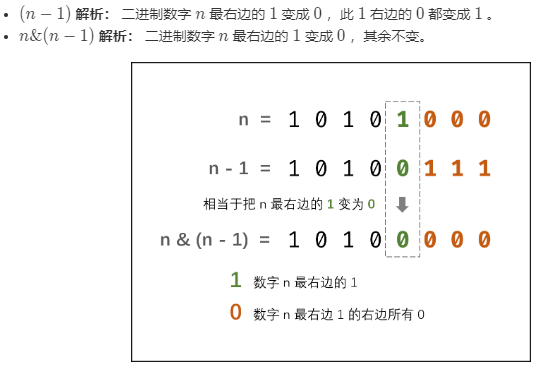 • (n − 1) 解析： 二进制数字 n 最右边的 1 变成 0 ，此 1 右边的 0 都变成 1 。
• n&(n − 1) 解析： 二进制数字 n 最右边的 1 变成 0 ，其余不变。
n = 1 0 1 0 1 0 0 0
n - 1 = 1 0 1 0 0 1 1 1
相当于把 n 最右边的 1 变为 0
n & (n - 1) = 1 0 1 0 0 0 0 0
1 数字 n 最右边的 1
0 数字 n 最右边 1 的右边所有 0